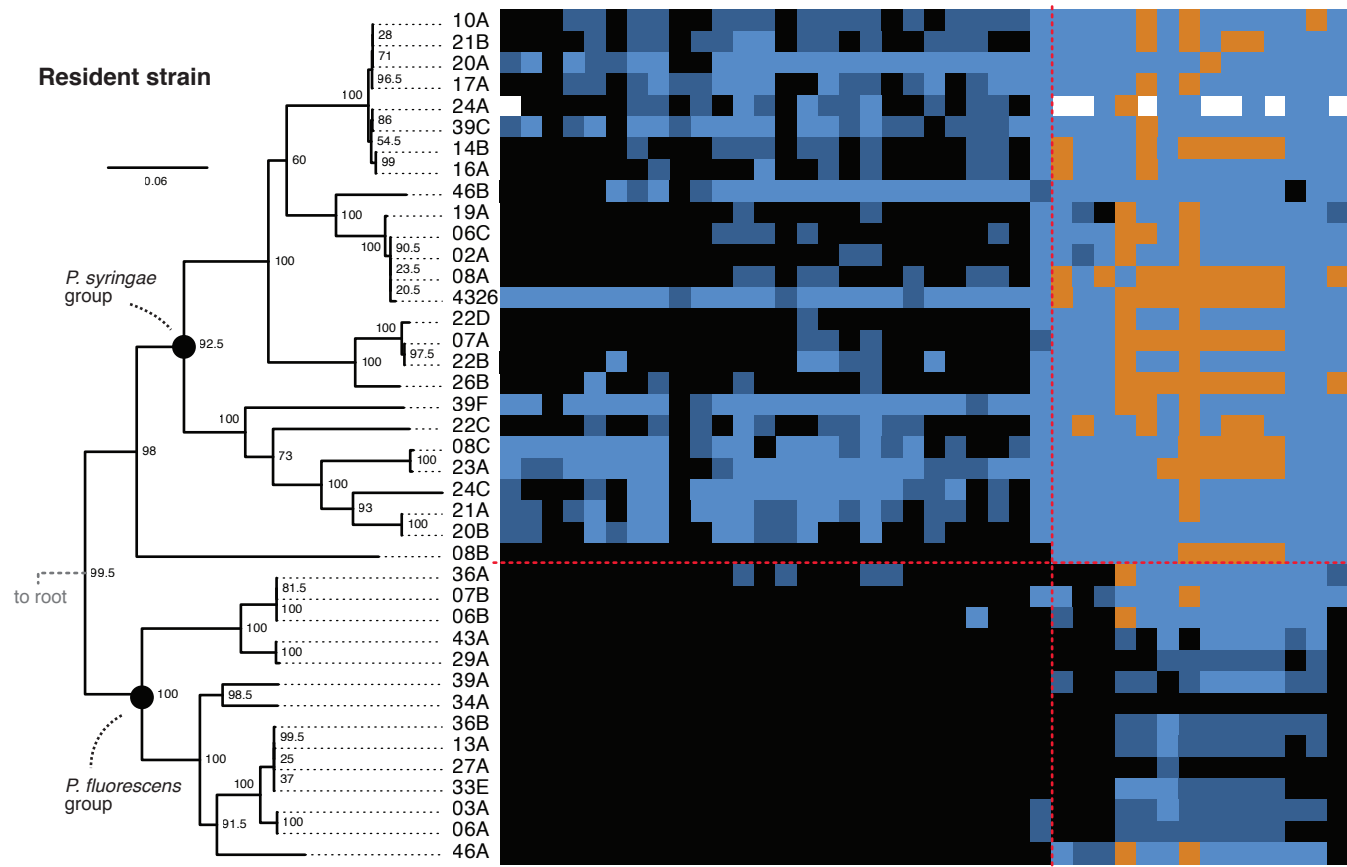 Resident strain
0.06
P. syringae
group
P. fluorescens
group
to root
10A
21B
20A
17A
24A
39C
14B
16A
46B
19A
06C
02A
08A
4326
22D
07A
22B
26B
39F
22C
08C
23A
24C
21A
20B
08B
36A
07B
06B
43A
29A
39A
34A
36B
13A
27A
33E
03A
06A
46A
28
71
96.5
100
86
54.5
99
60
100
100
90.5
23.5
20.5
100
100
97.5
100
92.5
100
100
73
100
93
100
98
99.5
81.5
100
100
100
100
98.5
99.5
25
100
37
100
100
91.5